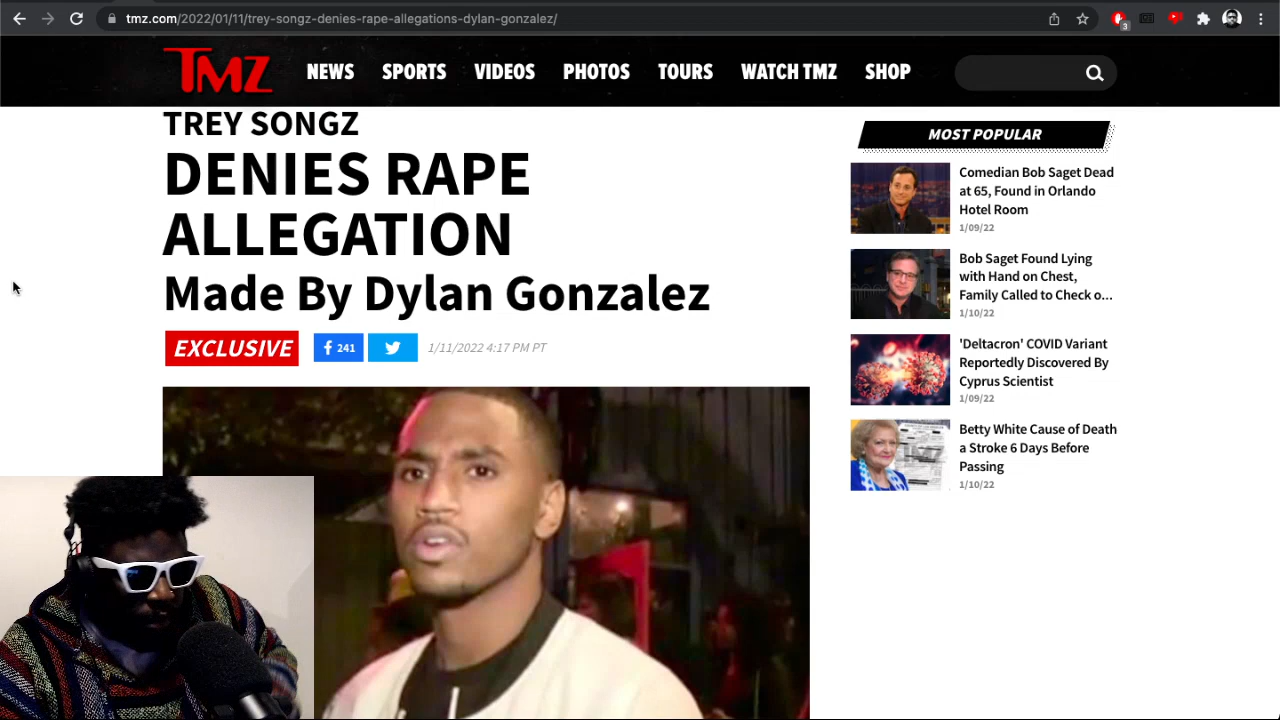 tmz.com/2022/01/11/trey-songz-denies-rape-allegations-dylan-gonzalez/
3
TMZ
NEWS SPORTS VIDEOS PHOTOS TOURS WATCH TMZ SHOP
TREY SONGZ
DENIES RAPE
ALLEGATION
Made By Dylan Gonzalez
EXCLUSIVE
241
1/11/2022 4:17 PM PT
MOST POPULAR
Comedian Bob Saget Dead
at 65, Found in Orlando
Hotel Room
1/09/22
Bob Saget Found Lying
with Hand on Chest,
Family Called to Check o...
1/10/22
'Deltacron' COVID Variant
Reportedly Discovered By
Cyprus Scientist
1/09/22
Betty White Cause of Death
a Stroke 6 Days Before
Passing
1/10/22